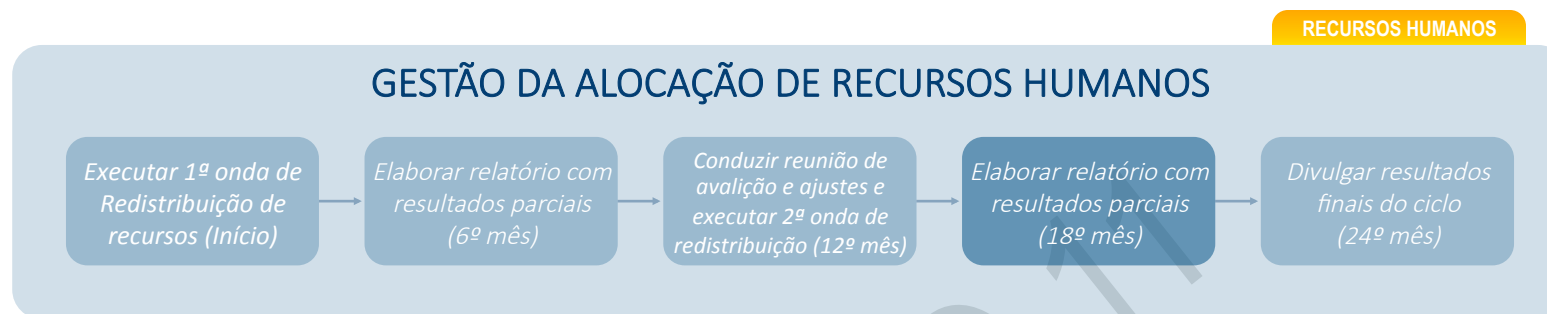 RECURSOS HUMANOS
GESTÃO DA ALOCAÇÃO DE RECURSOS HUMANOS
Executar 1ª onda de
Redistribuição de
recursos (Início)
Elaborar relatório com
resultados parciais
(6º mês)
Conduzir reunião de
avalição e ajustes e
executar 2ª onda de
redistribuição (12º mês)
Elaborar relatório com
resultados parciais
(18º mês)
Divulgar resultados
finais do ciclo
(24º mês)